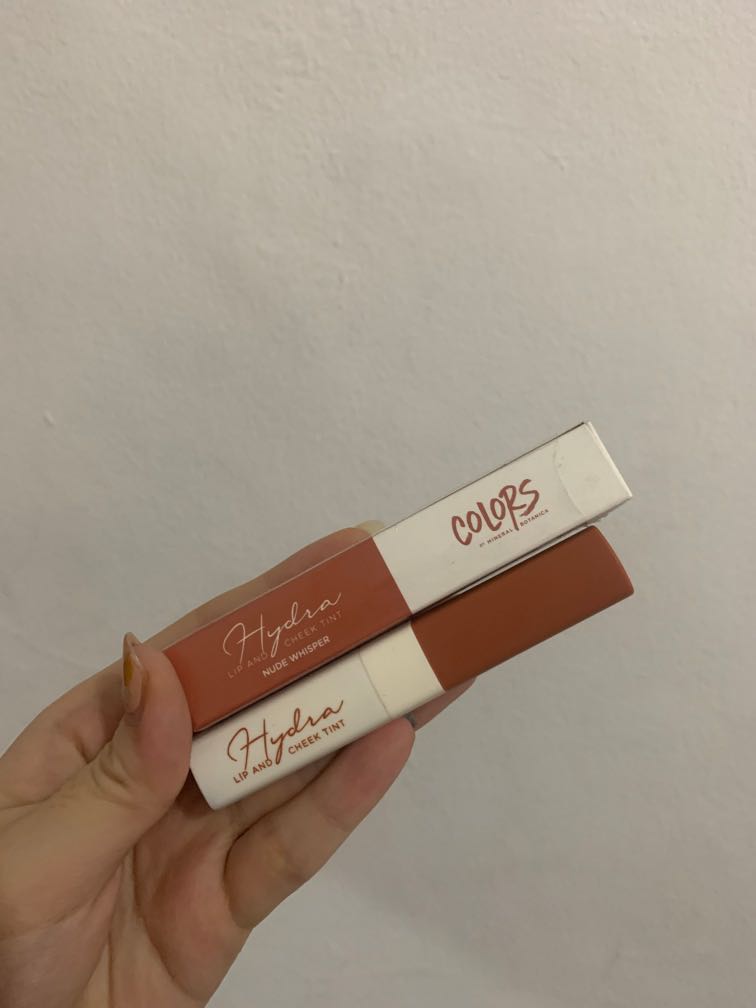 COLORS
BY MINERAL BOTANICA
Hydra
LIP AND CHEEK TINT
NUDE WHISPER
Hydra
LIP AND CHEEK TINT